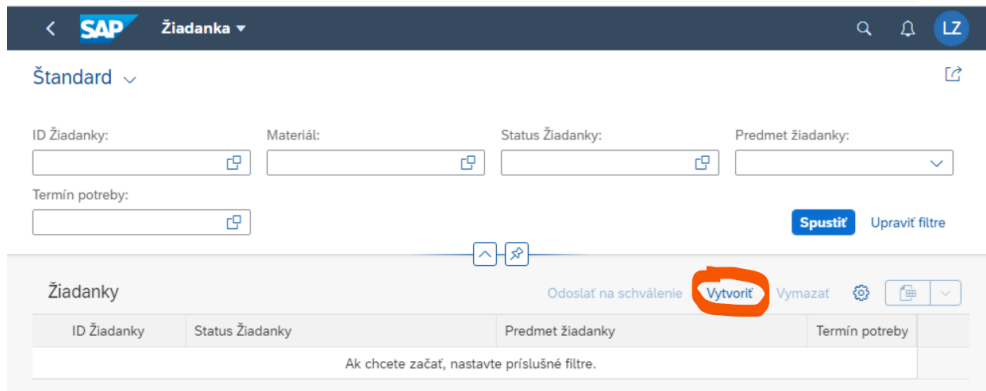 SAP Žiadanka LZ
Štandard
ID Žiadanky: Materiál: Status Žiadanky: Predmet žiadanky:
Termín potreby:
Spustiť Upraviť filtre
Žiadanky Odoslať na schválenie Vytvoriť Vymazať
ID Žiadanky Status Žiadanky Predmet žiadanky Termín potreby
Ak chcete začať, nastavte príslušné filtre.